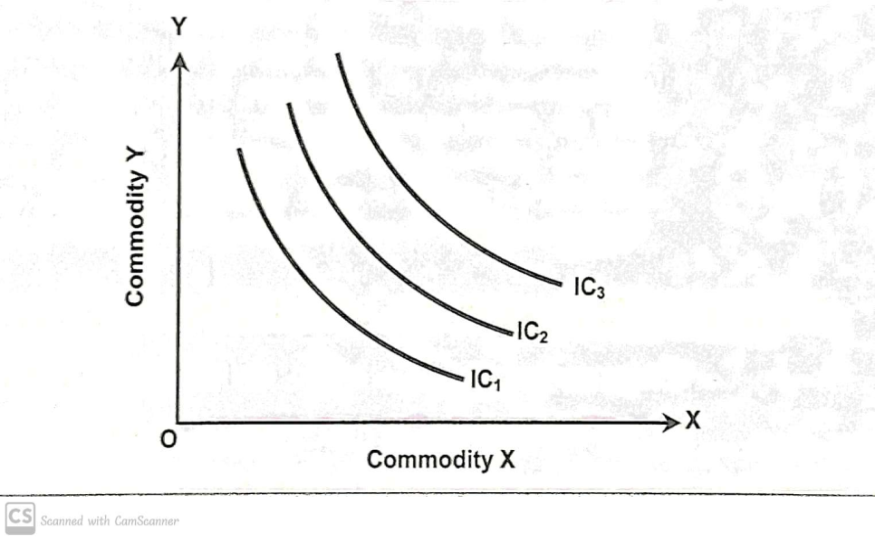 Y
Commodity Y
IC₃
IC₂
IC₁
O
X
Commodity X
CS Scanned with CamScanner